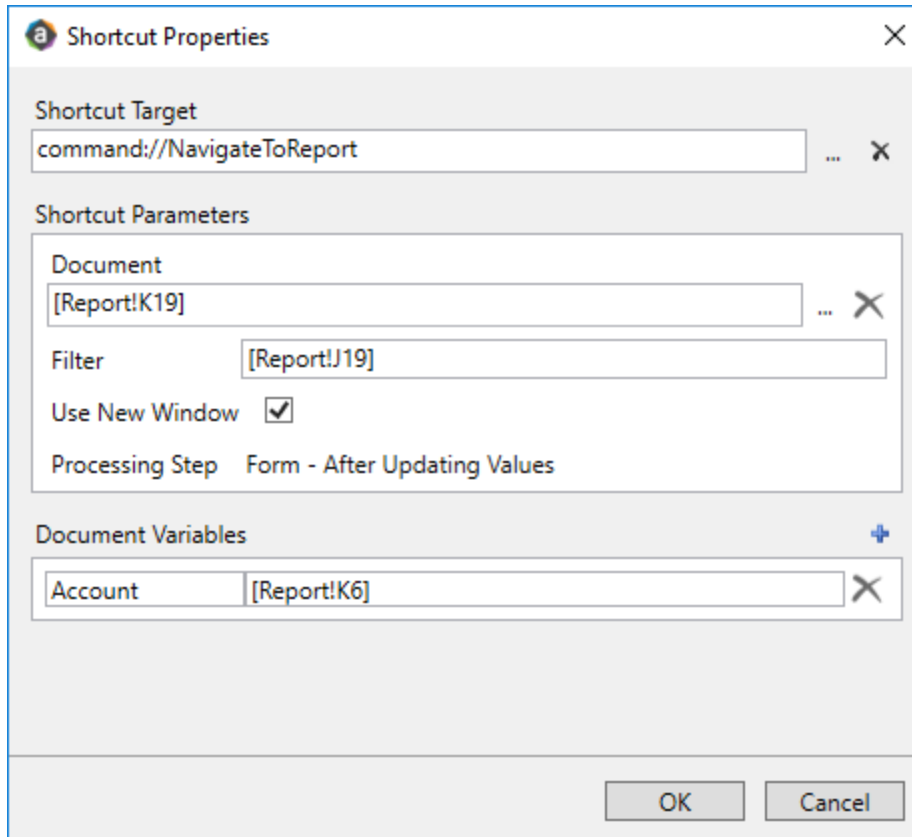 a Shortcut Properties
Shortcut Target
command://NavigateToReport ...
Shortcut Parameters
Document
[Report!K19] ...
Filter [Report!J19]
Use New Window
Processing Step Form - After Updating Values
Document Variables
Account [Report!K6]
OK Cancel